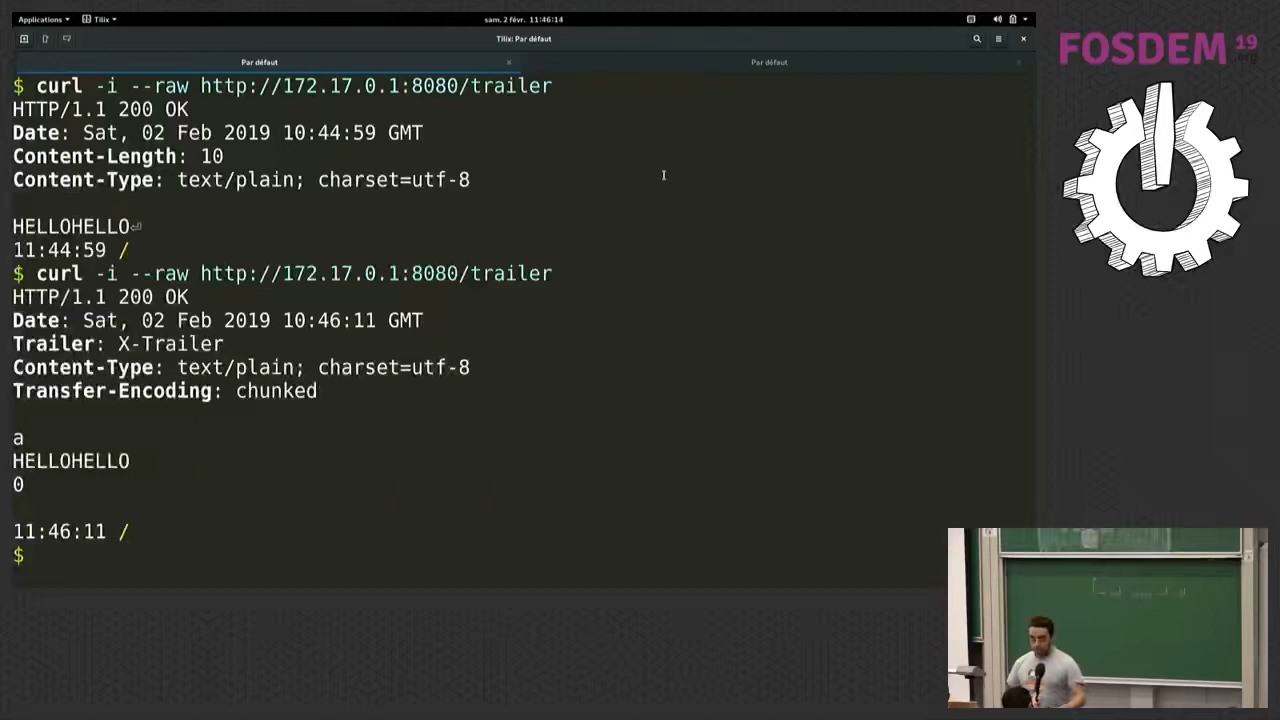 Applications
Tilix
sam. 2 févr. 11:46:14
Tilix: Par défaut
Par défaut
Par défaut
$ curl -i --raw http://172.17.0.1:8080/trailer
HTTP/1.1 200 OK
Date: Sat, 02 Feb 2019 10:44:59 GMT
Content-Length: 10
Content-Type: text/plain; charset=utf-8
HELLOHELLO⏎
11:44:59 /
$ curl -i --raw http://172.17.0.1:8080/trailer
HTTP/1.1 200 OK
Date: Sat, 02 Feb 2019 10:46:11 GMT
Trailer: X-Trailer
Content-Type: text/plain; charset=utf-8
Transfer-Encoding: chunked
a
HELLOHELLO
0
11:46:11 /
$
FOSDEM 19
.org